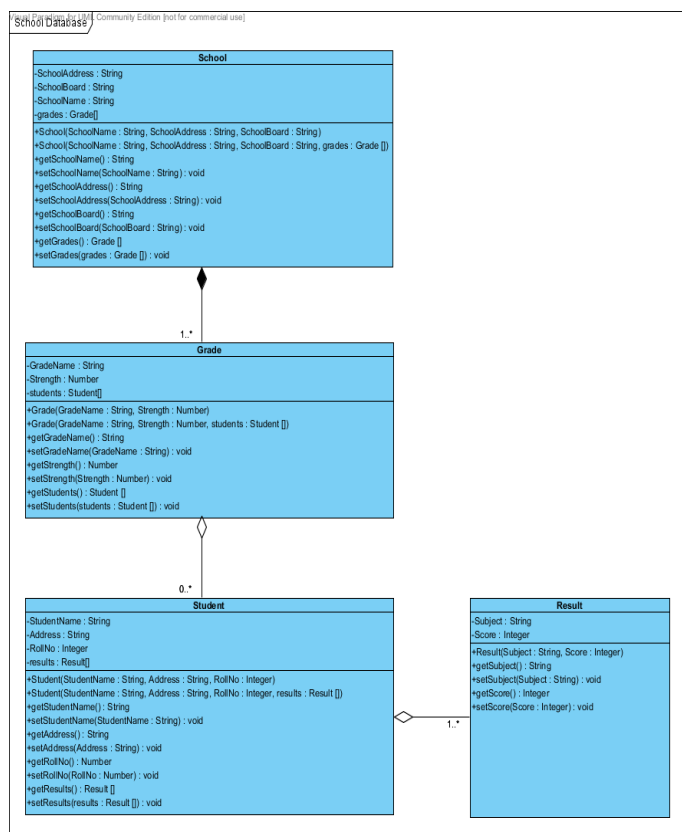 Visual Paradigm for UML Community Edition [not for commercial use]
School Database
School
-SchoolAddress : String
-SchoolBoard : String
-SchoolName : String
-grades : Grade[]
+School(SchoolName : String, SchoolAddress : String, SchoolBoard : String)
+School(SchoolName : String, SchoolAddress : String, SchoolBoard : String, grades : Grade [])
+getSchoolName() : String
+setSchoolName(SchoolName : String) : void
+getSchoolAddress() : String
+setSchoolAddress(SchoolAddress : String) : void
+getSchoolBoard() : String
+setSchoolBoard(SchoolBoard : String) : void
+getGrades() : Grade []
+setGrades(grades : Grade []) : void
1..*
Grade
-GradeName : String
-Strength : Number
-students : Student[]
+Grade(GradeName : String, Strength : Number)
+Grade(GradeName : String, Strength : Number, students : Student [])
+getGradeName() : String
+setGradeName(GradeName : String) : void
+getStrength() : Number
+setStrength(Strength : Number) : void
+getStudents() : Student []
+setStudents(students : Student []) : void
0..*
Student
-StudentName : String
-Address : String
-RollNo : Integer
-results : Result[]
+Student(StudentName : String, Address : String, RollNo : Integer)
+Student(StudentName : String, Address : String, RollNo : Integer, results : Result [])
+getStudentName() : String
+setStudentName(StudentName : String) : void
+getAddress() : String
+setAddress(Address : String) : void
+getRollNo() : Number
+setRollNo(RollNo : Number) : void
+getResults() : Result []
+setResults(results : Result []) : void
1..*
Result
-Subject : String
-Score : Integer
+Result(Subject : String, Score : Integer)
+getSubject() : String
+setSubject(Subject : String) : void
+getScore() : Integer
+setScore(Score : Integer) : void